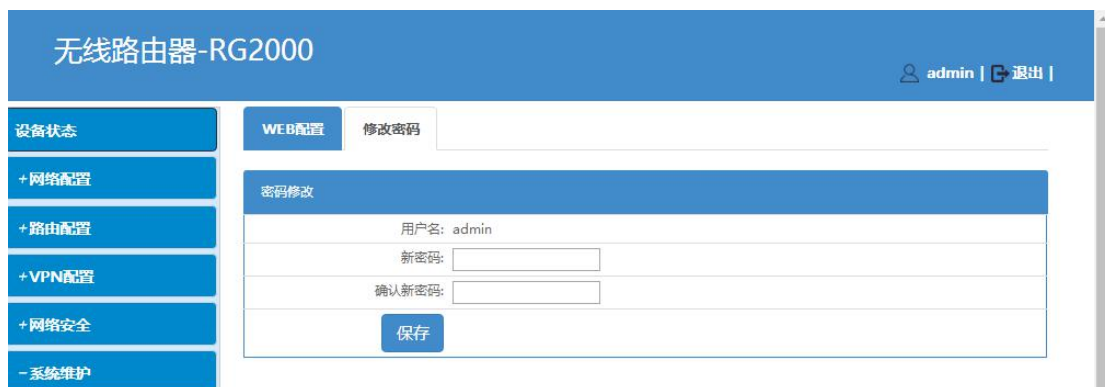 无线路由器-RG2000
admin | 退出 |
设备状态
+网络配置
+路由配置
+VPN配置
+网络安全
-系统维护
WEB配置 修改密码
密码修改
用户名: admin
新密码:
确认新密码:
保存